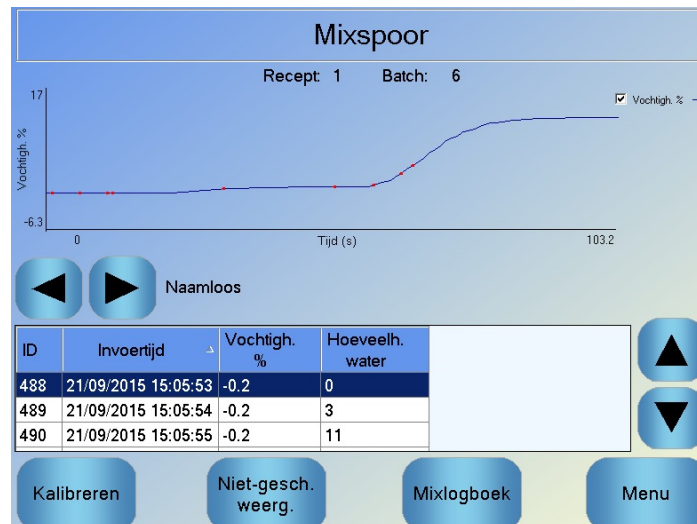 Mixspoor
Recept: 1 Batch: 6
17
Vochtigh. %
Vochtigh. %
-6.3
0
Tijd (s)
103.2
Naamloos
ID Invoertijd Vochtigh. % Hoeveelh. water
488 21/09/2015 15:05:53 -0.2 0
489 21/09/2015 15:05:54 -0.2 3
490 21/09/2015 15:05:55 -0.2 11
Kalibreren
Niet-gesch.
weerg.
Mixlogboek
Menu